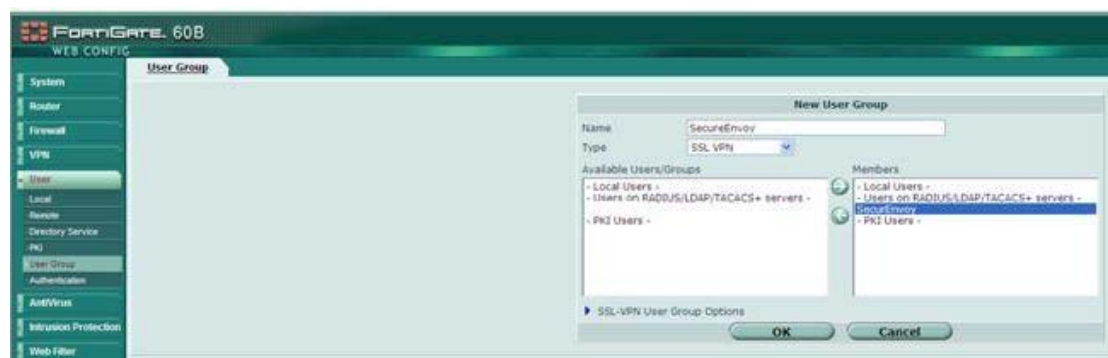 FORTIGATE. 60B
WEB CONFIG
User Group
System
Router
Firewall
VPN
User
Local
Remote
Directory Service
PKI
User Group
Authentication
AntiVirus
Intrusion Protection
Web Filter
New User Group
Name SecureEnvoy
Type SSL VPN
Available Users/Groups
- Local Users -
- Users on RADIUS/LDAP/TACACS+ servers -
- PKI Users -
Members
- Local Users -
- Users on RADIUS/LDAP/TACACS+ servers -
SecurEnvoy
- PKI Users -
SSL-VPN User Group Options
OK Cancel